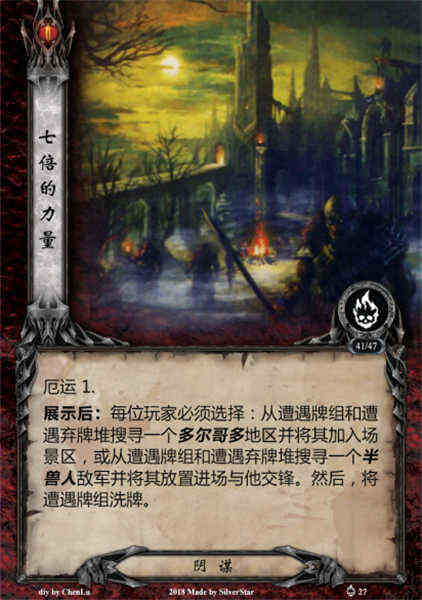 七倍的力量
41/47
厄运 1.
展示后：每位玩家必须选择：从遭遇牌组和遭
遇弃牌堆搜寻一个多尔哥多地区并将其加入场
景区，或从遭遇牌组和遭遇弃牌堆搜寻一个半
兽人敌军并将其放置进场与他交锋。然后，将
遭遇牌组洗牌。
阴谋
diy by ChenLu
2018 Made by SilverStar
27